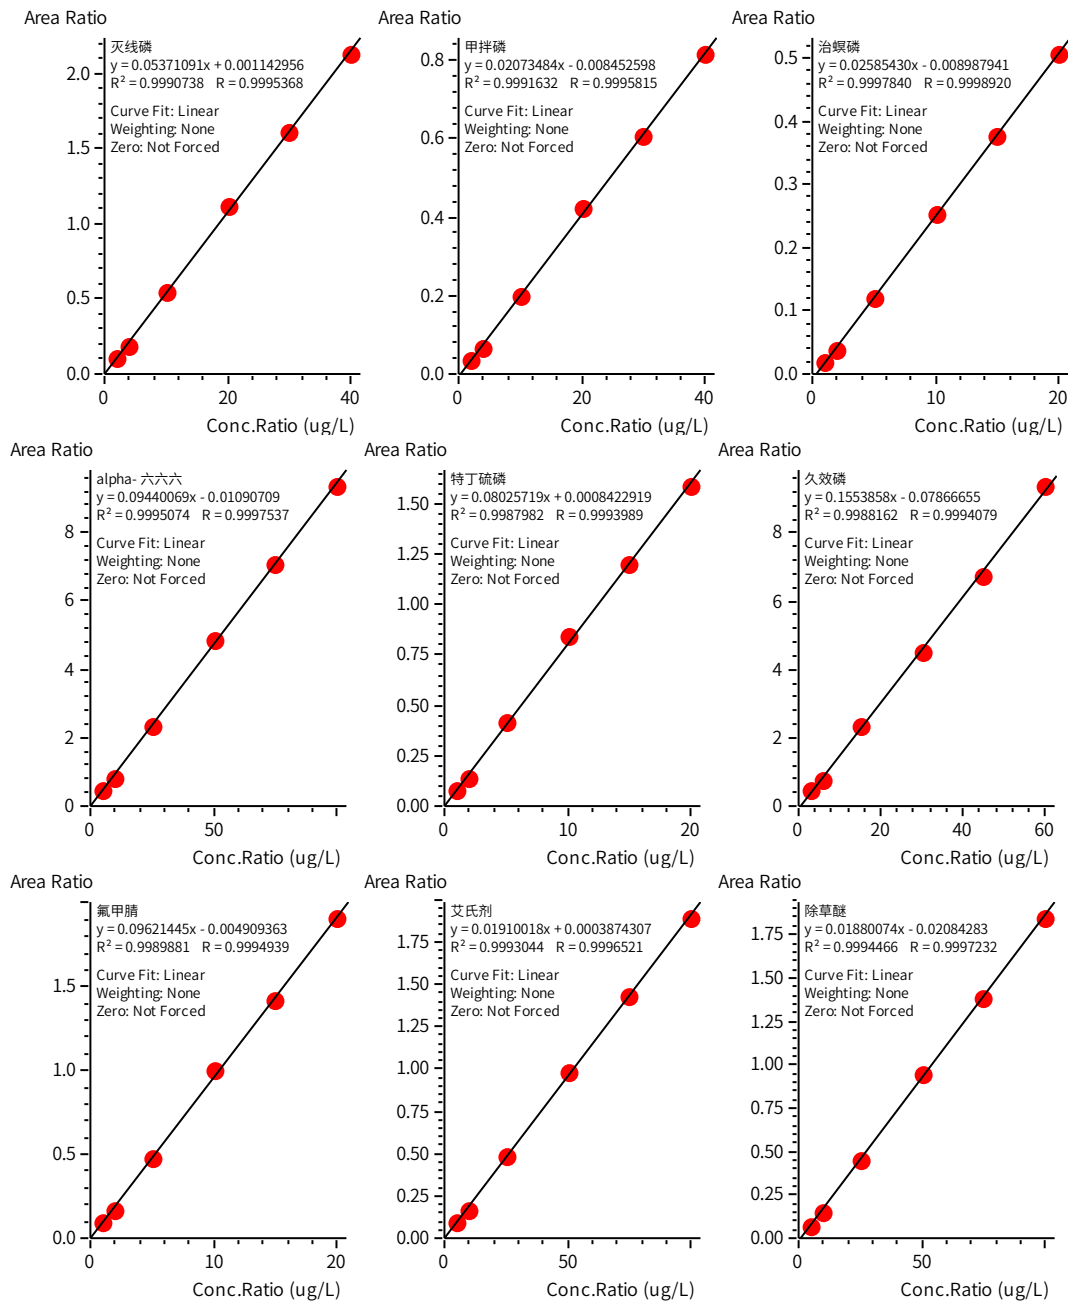 Area Ratio
灭线磷
y = 0.05371091x + 0.001142956
R² = 0.9990738 R = 0.9995368
Curve Fit: Linear
Weighting: None
Zero: Not Forced
2.0
1.5
1.0
0.5
0.0
0 20 40
Conc.Ratio (ug/L)
Area Ratio
甲拌磷
y = 0.02073484x - 0.008452598
R² = 0.9991632 R = 0.9995815
Curve Fit: Linear
Weighting: None
Zero: Not Forced
0.8
0.6
0.4
0.2
0.0
0 20 40
Conc.Ratio (ug/L)
Area Ratio
治螟磷
y = 0.02585430x - 0.008987941
R² = 0.9997840 R = 0.9998920
Curve Fit: Linear
Weighting: None
Zero: Not Forced
0.5
0.4
0.3
0.2
0.1
0.0
0 10 20
Conc.Ratio (ug/L)
Area Ratio
alpha- 六六六
y = 0.09440069x - 0.01090709
R² = 0.9995074 R = 0.9997537
Curve Fit: Linear
Weighting: None
Zero: Not Forced
8
6
4
2
0
0 50
Conc.Ratio (ug/L)
Area Ratio
特丁硫磷
y = 0.08025719x + 0.0008422919
R² = 0.9987982 R = 0.9993989
Curve Fit: Linear
Weighting: None
Zero: Not Forced
1.50
1.25
1.00
0.75
0.50
0.25
0.00
0 10 20
Conc.Ratio (ug/L)
Area Ratio
久效磷
y = 0.1553858x - 0.07866655
R² = 0.9988162 R = 0.9994079
Curve Fit: Linear
Weighting: None
Zero: Not Forced
8
6
4
2
0
0 20 40 60
Conc.Ratio (ug/L)
Area Ratio
氟甲腈
y = 0.09621445x - 0.004909363
R² = 0.9989881 R = 0.9994939
Curve Fit: Linear
Weighting: None
Zero: Not Forced
1.5
1.0
0.5
0.0
0 10 20
Conc.Ratio (ug/L)
Area Ratio
艾氏剂
y = 0.01910018x + 0.0003874307
R² = 0.9993044 R = 0.9996521
Curve Fit: Linear
Weighting: None
Zero: Not Forced
1.75
1.50
1.25
1.00
0.75
0.50
0.25
0.00
0 50
Conc.Ratio (ug/L)
Area Ratio
除草醚
y = 0.01880074x - 0.02084283
R² = 0.9994466 R = 0.9997232
Curve Fit: Linear
Weighting: None
Zero: Not Forced
1.75
1.50
1.25
1.00
0.75
0.50
0.25
0.00
0 50
Conc.Ratio (ug/L)